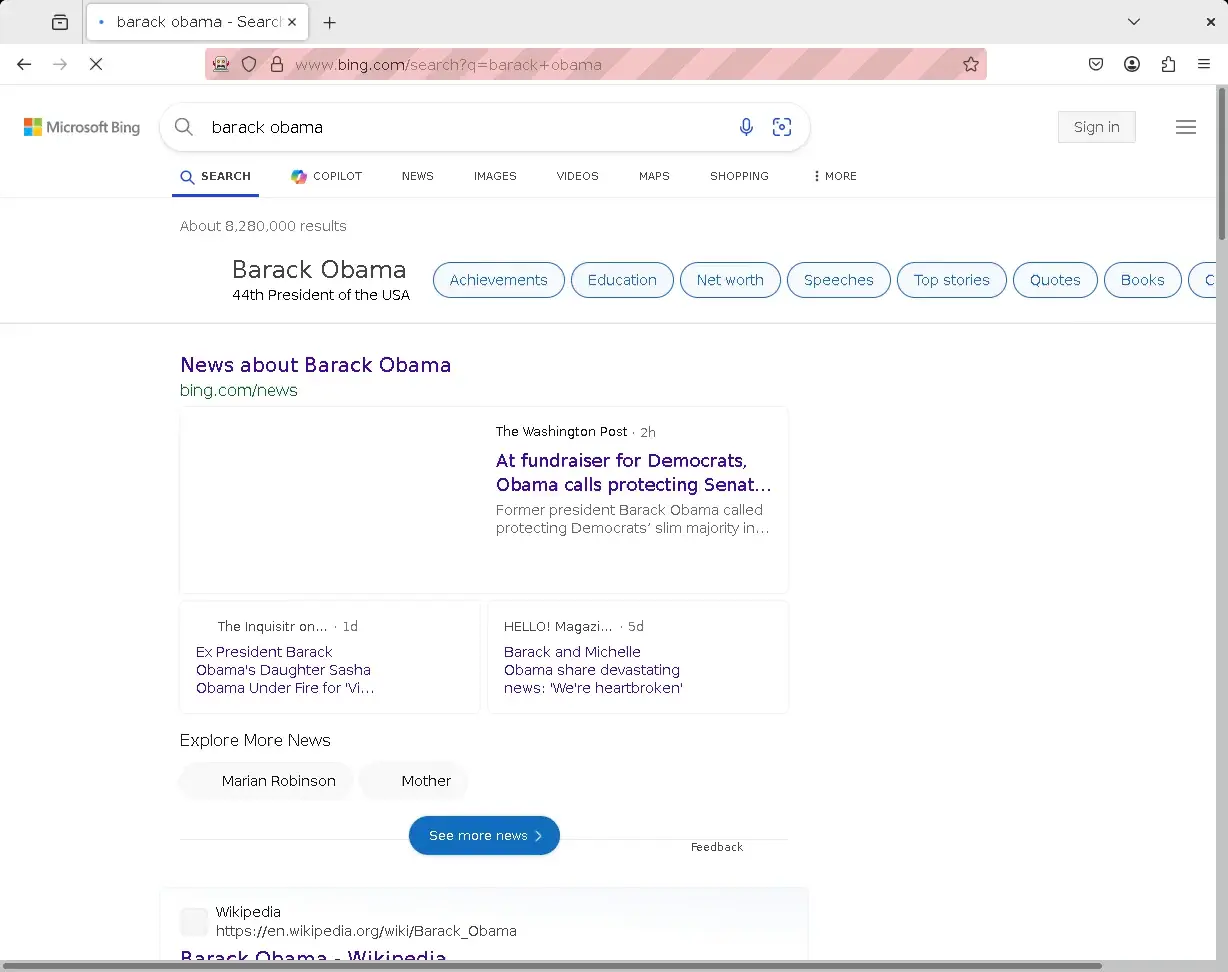 barack obama - Searc
www.bing.com/search?q=barack+obama
Microsoft Bing
barack obama
Sign in
SEARCH
COPILOT
NEWS
IMAGES
VIDEOS
MAPS
SHOPPING
MORE
About 8,280,000 results
Barack Obama
44th President of the USA
Achievements
Education
Net worth
Speeches
Top stories
Quotes
Books
C
News about Barack Obama
bing.com/news
The Washington Post · 2h
At fundraiser for Democrats,
Obama calls protecting Senat…
Former president Barack Obama called
protecting Democrats’ slim majority in…
The Inquisitr on… · 1d
Ex President Barack
Obama's Daughter Sasha
Obama Under Fire for 'Vi…
HELLO! Magazi… · 5d
Barack and Michelle
Obama share devastating
news: 'We're heartbroken'
Explore More News
Marian Robinson
Mother
See more news
Feedback
Wikipedia
https://en.wikipedia.org/wiki/Barack_Obama
Barack Obama - Wikipedia